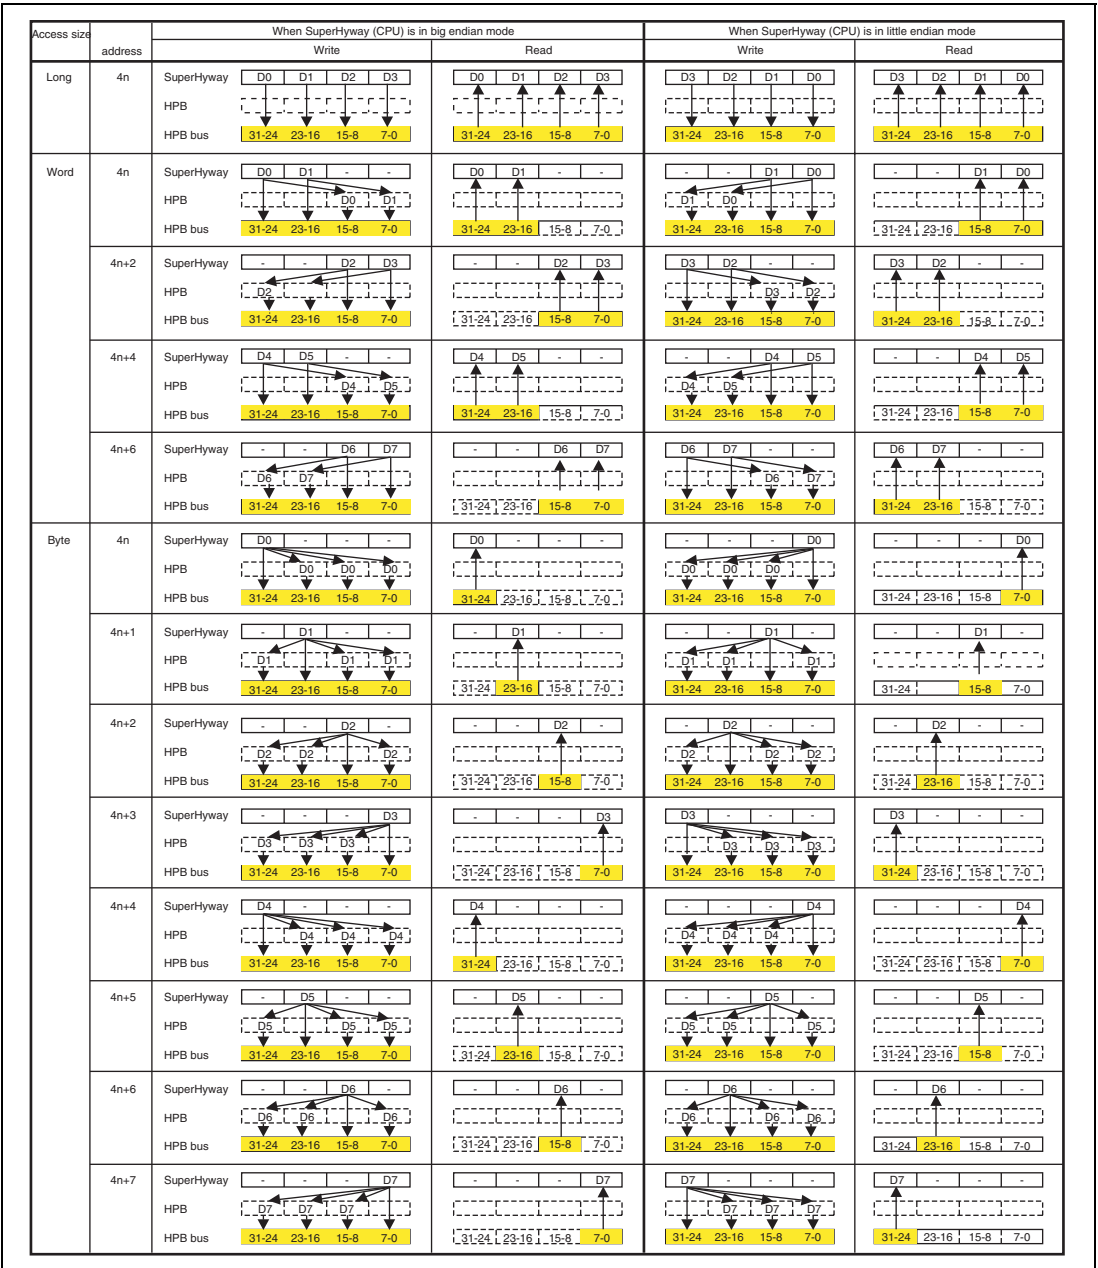 Access size address When SuperHyway (CPU) is in big endian mode When SuperHyway (CPU) is in little endian mode
Write Read Write Read
Long 4n SuperHyway D0 D1 D2 D3 D0 D1 D2 D3 D3 D2 D1 D0 D3 D2 D1 D0
HPB
HPB bus 31-24 23-16 15-8 7-0 31-24 23-16 15-8 7-0 31-24 23-16 15-8 7-0 31-24 23-16 15-8 7-0
Word 4n SuperHyway D0 D1 - - D0 D1 - - - - D1 D0 - - D1 D0
HPB D0 D1 D1 D0
HPB bus 31-24 23-16 15-8 7-0 31-24 23-16 15-8 7-0 31-24 23-16 15-8 7-0 31-24 23-16 15-8 7-0
4n+2 SuperHyway - - D2 D3 - - D2 D3 D3 D2 - - D3 D2 - -
HPB D2 D3 D2
HPB bus 31-24 23-16 15-8 7-0 31-24 23-16 15-8 7-0 31-24 23-16 15-8 7-0 31-24 23-16 15-8 7-0
4n+4 SuperHyway D4 D5 - - D4 D5 - - - - D4 D5 - - D4 D5
HPB D4 D5 D4 D5
HPB bus 31-24 23-16 15-8 7-0 31-24 23-16 15-8 7-0 31-24 23-16 15-8 7-0 31-24 23-16 15-8 7-0
4n+6 SuperHyway - - D6 D7 - - D6 D7 D6 D7 - - D6 D7 - -
HPB D6 D7 D6 D7
HPB bus 31-24 23-16 15-8 7-0 31-24 23-16 15-8 7-0 31-24 23-16 15-8 7-0 31-24 23-16 15-8 7-0
Byte 4n SuperHyway D0 - - - D0 - - - - - - D0 - - - D0
HPB D0 D0 D0 D0 D0 D0
HPB bus 31-24 23-16 15-8 7-0 31-24 23-16 15-8 7-0 31-24 23-16 15-8 7-0 31-24 23-16 15-8 7-0
4n+1 SuperHyway - D1 - - - D1 - - - - D1 - - - D1 -
HPB D1 D1 D1 D1 D1 D1
HPB bus 31-24 23-16 15-8 7-0 31-24 23-16 15-8 7-0 31-24 23-16 15-8 7-0 31-24 15-8 7-0
4n+2 SuperHyway - - D2 - - - D2 - - D2 - - - D2 - -
HPB D2 D2 D2 D2 D2 D2
HPB bus 31-24 23-16 15-8 7-0 31-24 23-16 15-8 7-0 31-24 23-16 15-8 7-0 31-24 23-16 15-8 7-0
4n+3 SuperHyway - - - D3 - - - D3 D3 - - - D3 - - -
HPB D3 D3 D3 D3 D3 D3
HPB bus 31-24 23-16 15-8 7-0 31-24 23-16 15-8 7-0 31-24 23-16 15-8 7-0 31-24 23-16 15-8 7-0
4n+4 SuperHyway D4 - - - D4 - - - - - - D4 - - - D4
HPB D4 D4 D4 D4 D4 D4
HPB bus 31-24 23-16 15-8 7-0 31-24 23-16 15-8 7-0 31-24 23-16 15-8 7-0 31-24 23-16 15-8 7-0
4n+5 SuperHyway - D5 - - - D5 - - - - D5 - - - D5 -
HPB D5 D5 D5 D5 D5 D5
HPB bus 31-24 23-16 15-8 7-0 31-24 23-16 15-8 7-0 31-24 23-16 15-8 7-0 31-24 23-16 15-8 7-0
4n+6 SuperHyway - - D6 - - - D6 - - D6 - - - D6 - -
HPB D6 D6 D6 D6 D6 D6
HPB bus 31-24 23-16 15-8 7-0 31-24 23-16 15-8 7-0 31-24 23-16 15-8 7-0 31-24 23-16 15-8 7-0
4n+7 SuperHyway - - - D7 - - - D7 D7 - - - D7 - - -
HPB D7 D7 D7 D7 D7 D7
HPB bus 31-24 23-16 15-8 7-0 31-24 23-16 15-8 7-0 31-24 23-16 15-8 7-0 31-24 23-16 15-8 7-0